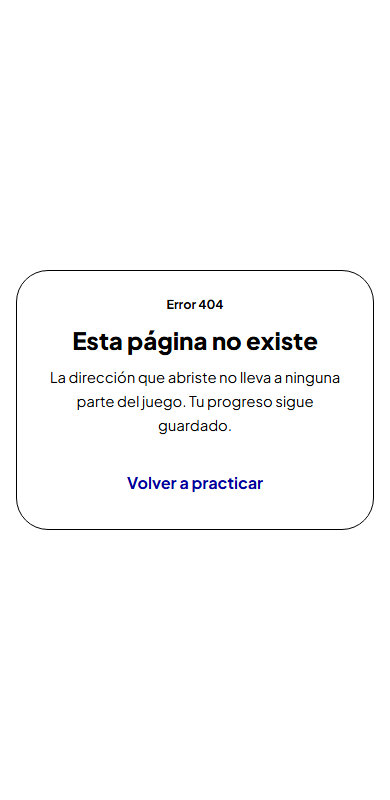 Error 404
Esta página no existe
La dirección que abriste no lleva a ninguna
parte del juego. Tu progreso sigue
guardado.
Volver a practicar